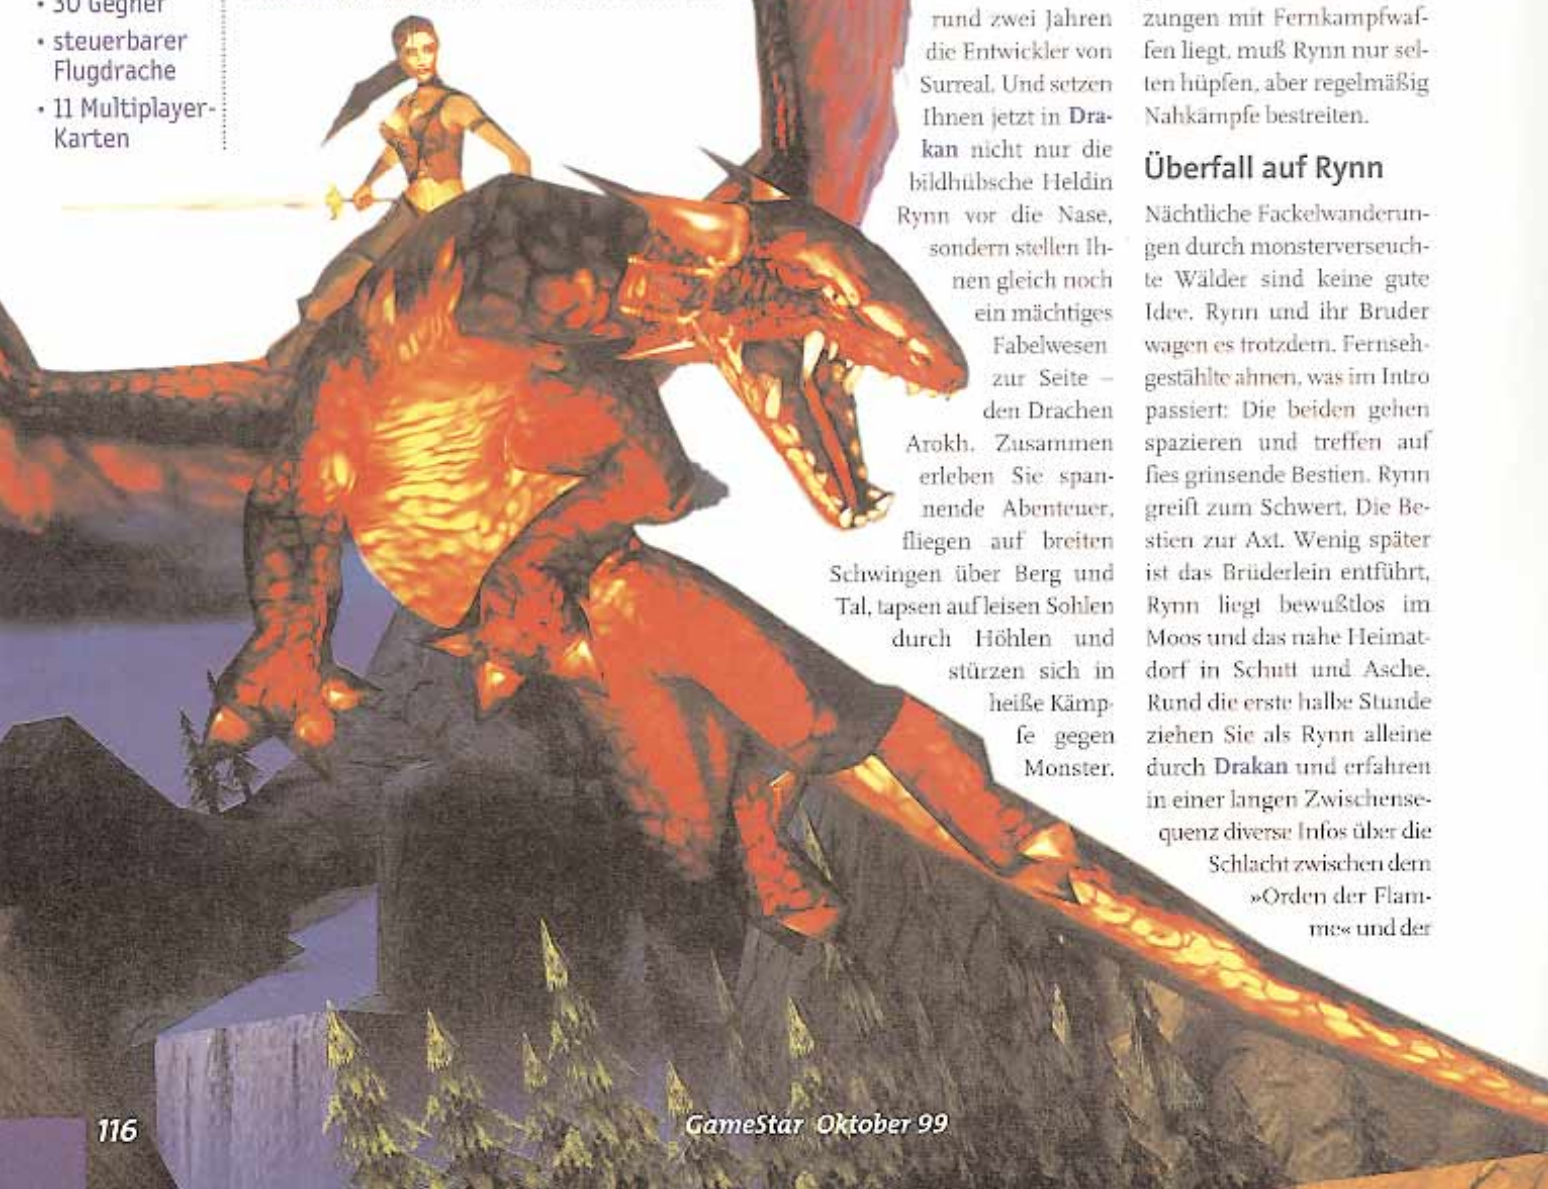 · 30 Gegner
· steuerbarer
Flugdrache
· 11 Multiplayer-
Karten
rund zwei Jahren
die Entwickler von
Surreal. Und setzen
Ihnen jetzt in Dra-
kan nicht nur die
bildhübsche Heldin
Rynn vor die Nase,
sondern stellen Ih-
nen gleich noch
ein mächtiges
Fabelwesen
zur Seite –
den Drachen
Arokh. Zusammen
erleben Sie span-
nende Abenteuer,
fliegen auf breiten
Schwingen über Berg und
Tal, tapsen auf leisen Sohlen
durch Höhlen und
stürzen sich in
heiße Kämp-
fe gegen
Monster.
zungen mit Fernkampfwaf-
fen liegt, muß Rynn nur sel-
ten hüpfen, aber regelmäßig
Nahkämpfe bestreiten.
Überfall auf Rynn
Nächtliche Fackelwanderun-
gen durch monsterverseuch-
te Wälder sind keine gute
Idee. Rynn und ihr Bruder
wagen es trotzdem. Fernseh-
gestählte ahnen, was im Intro
passiert: Die beiden gehen
spazieren und treffen auf
fies grinsende Bestien. Rynn
greift zum Schwert. Die Be-
stien zur Axt. Wenig später
ist das Brüderlein entführt,
Rynn liegt bewußtlos im
Moos und das nahe Heimat-
dorf in Schutt und Asche.
Rund die erste halbe Stunde
ziehen Sie als Rynn alleine
durch Drakan und erfahren
in einer langen Zwischense-
quenz diverse Infos über die
Schlacht zwischen dem
»Orden der Flam-
me« und der
116
GameStar Oktober 99